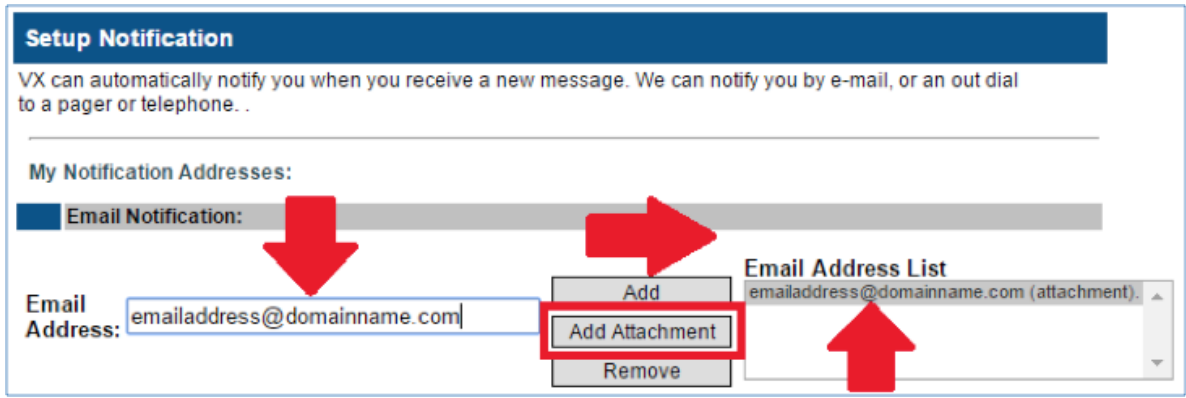 Setup Notification
VX can automatically notify you when you receive a new message. We can notify you by e-mail, or an out dial
to a pager or telephone. .
My Notification Addresses:
Email Notification:
Email
Address:
emailaddress@domainname.com
Add
Add Attachment
Remove
Email Address List
emailaddress@domainname.com (attachment).